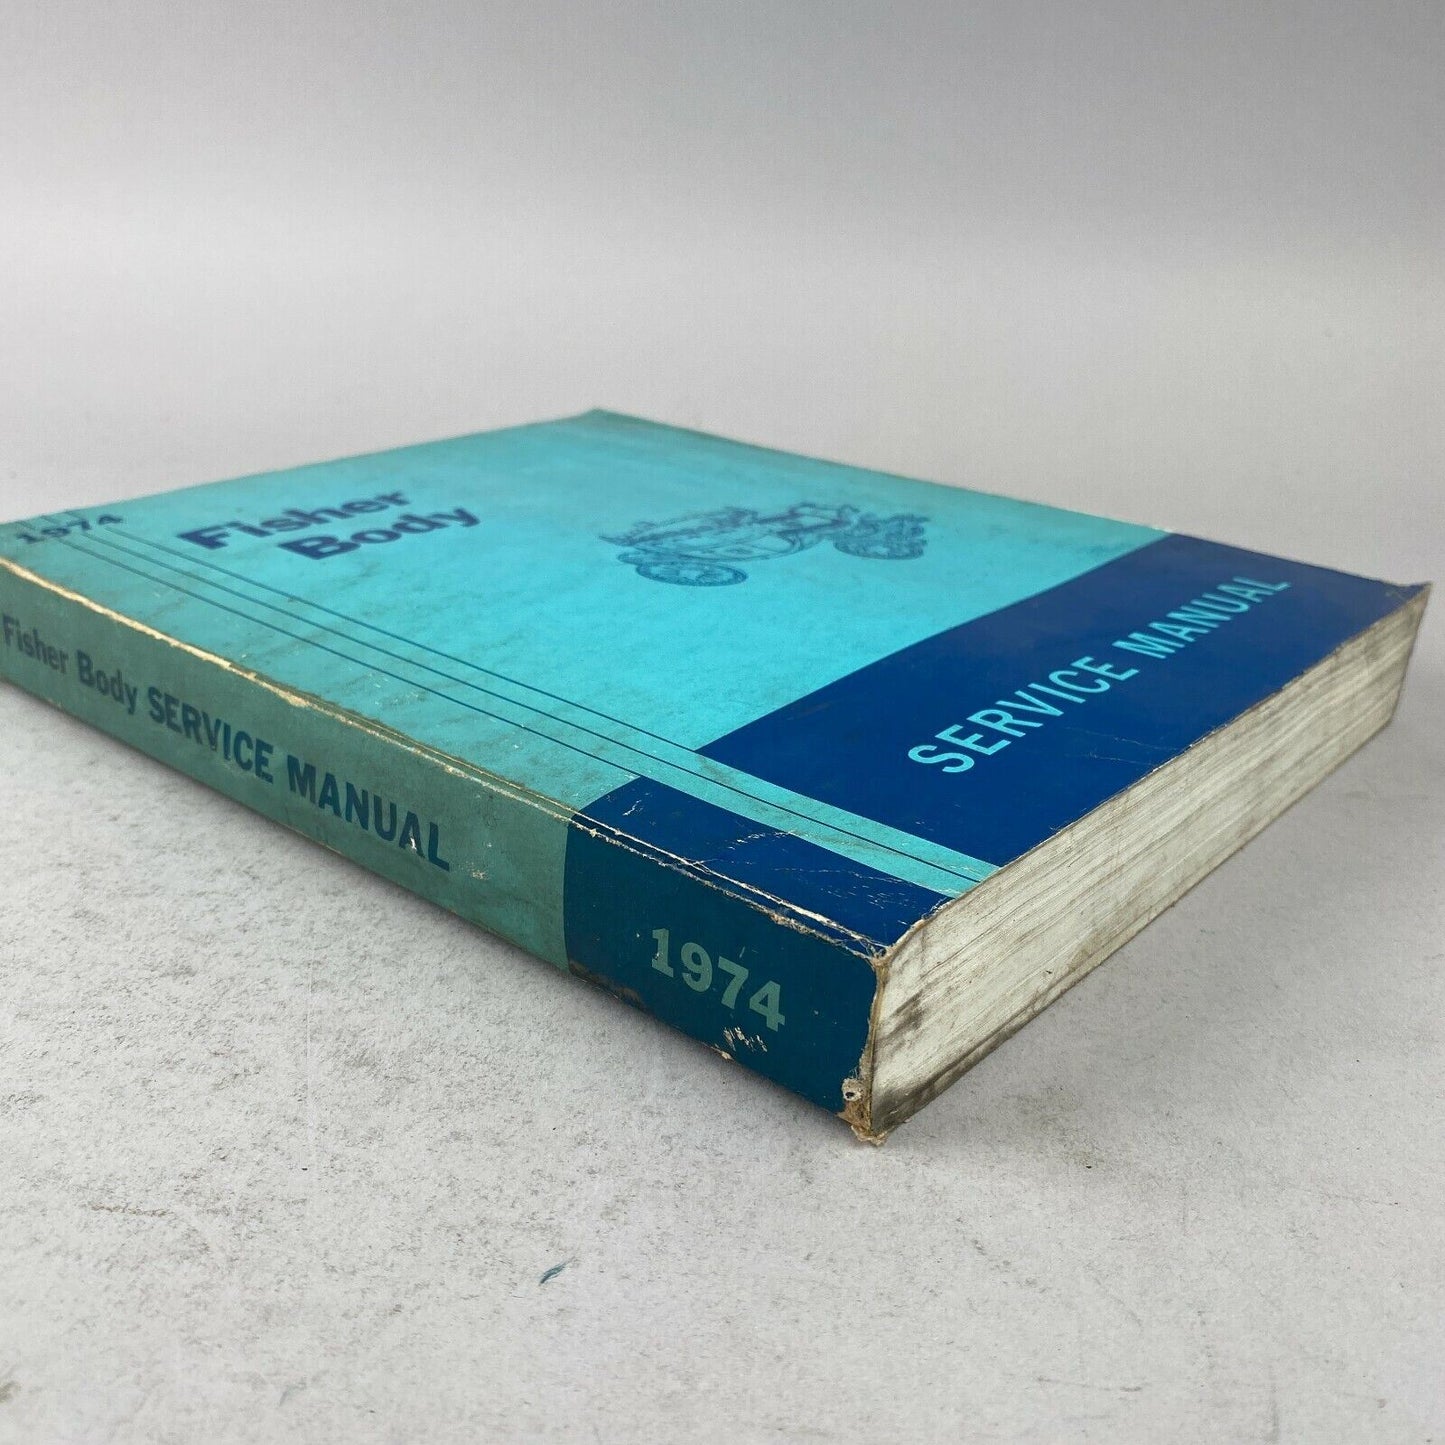 1974
Fisher
Body
SERVICE MANUAL
Fisher Body SERVICE MANUAL
1974